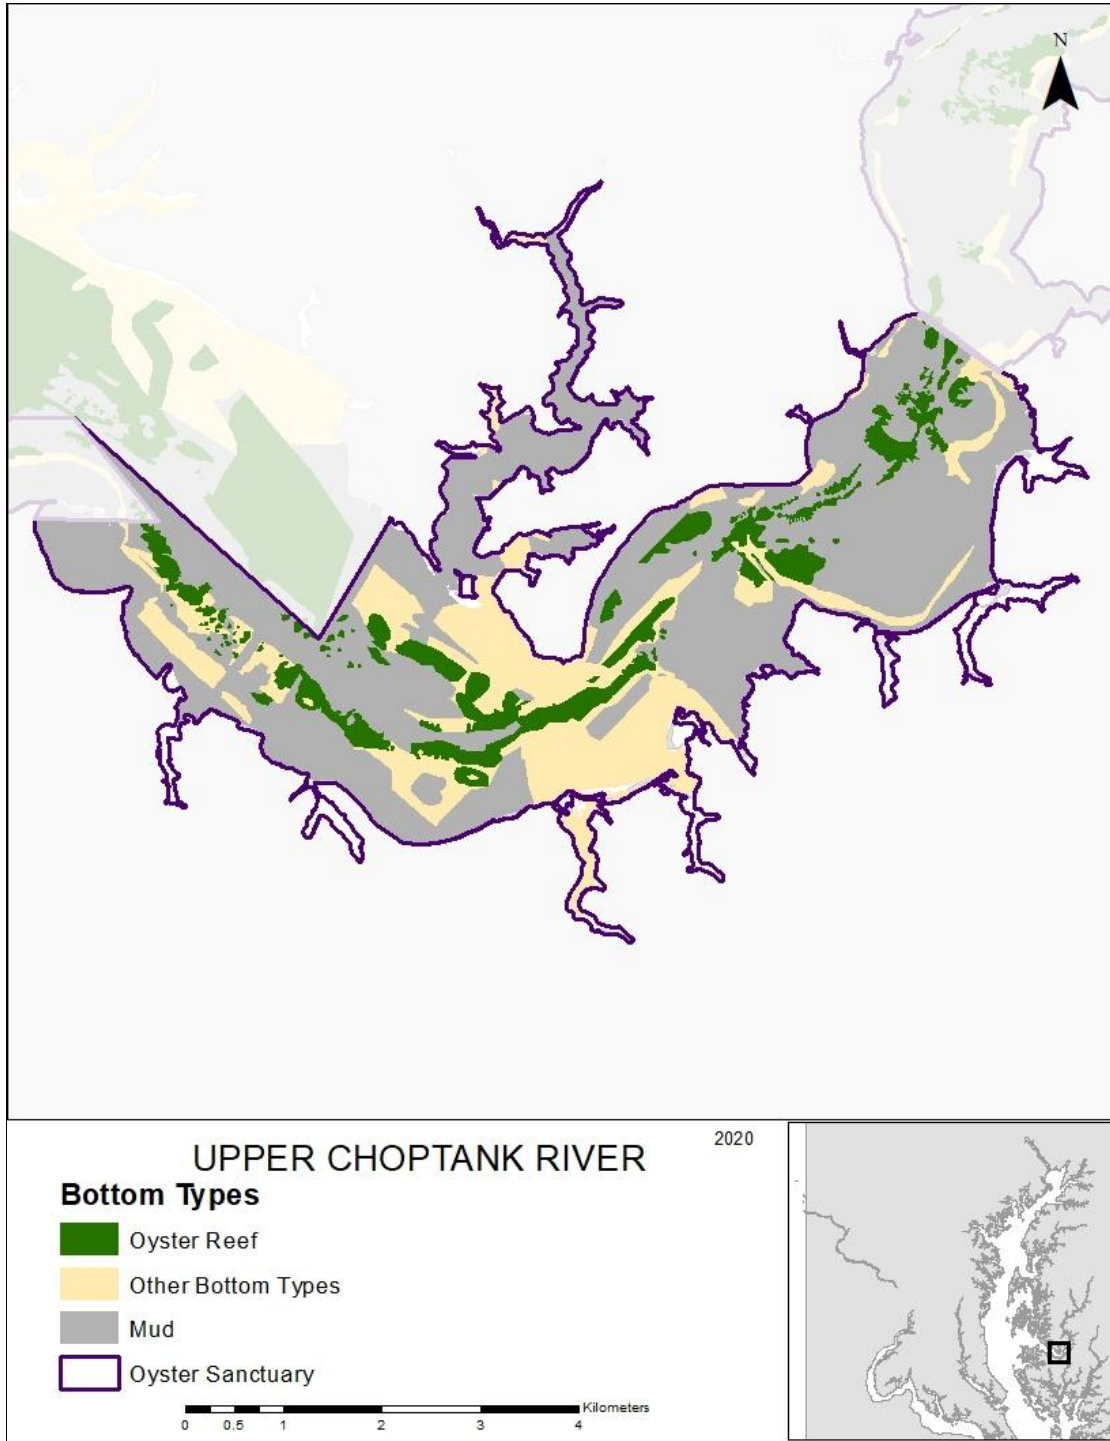 N
2020
UPPER CHOPTANK RIVER
Bottom Types
Oyster Reef
Other Bottom Types
Mud
Oyster Sanctuary
Kilometers
0 0.5 1 2 3 4